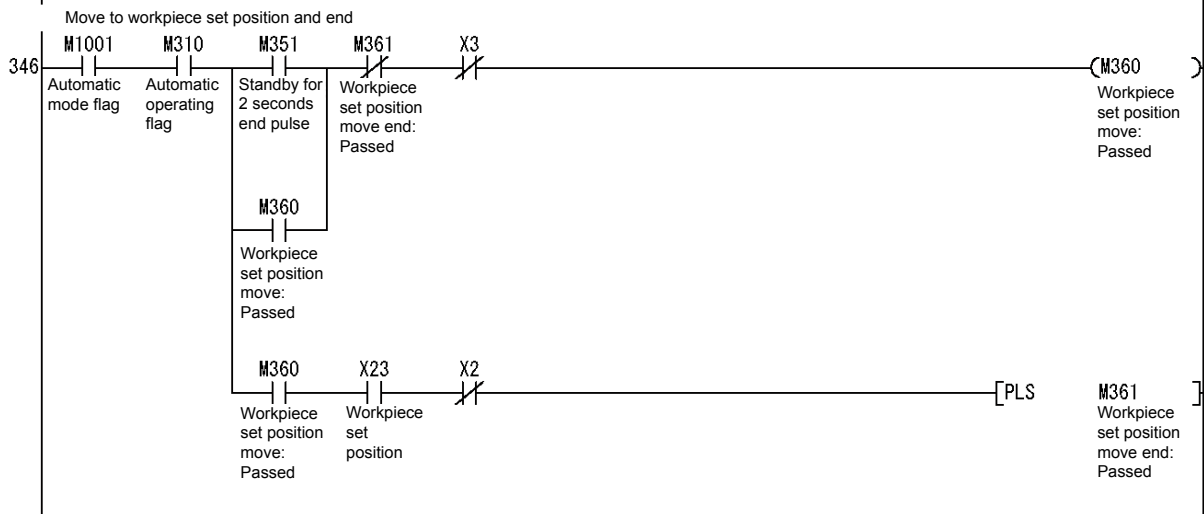 Move to workpiece set position and end
M1001 M310 M351 M361 X3
346 (M360 )
Automatic mode flag
Automatic operating flag
Standby for 2 seconds end pulse
Workpiece set position move end: Passed
Workpiece set position move: Passed
M360
Workpiece set position move: Passed
M360 X23 X2 [PLS M361 ]
Workpiece set position move: Passed
Workpiece set position
Workpiece set position move end: Passed